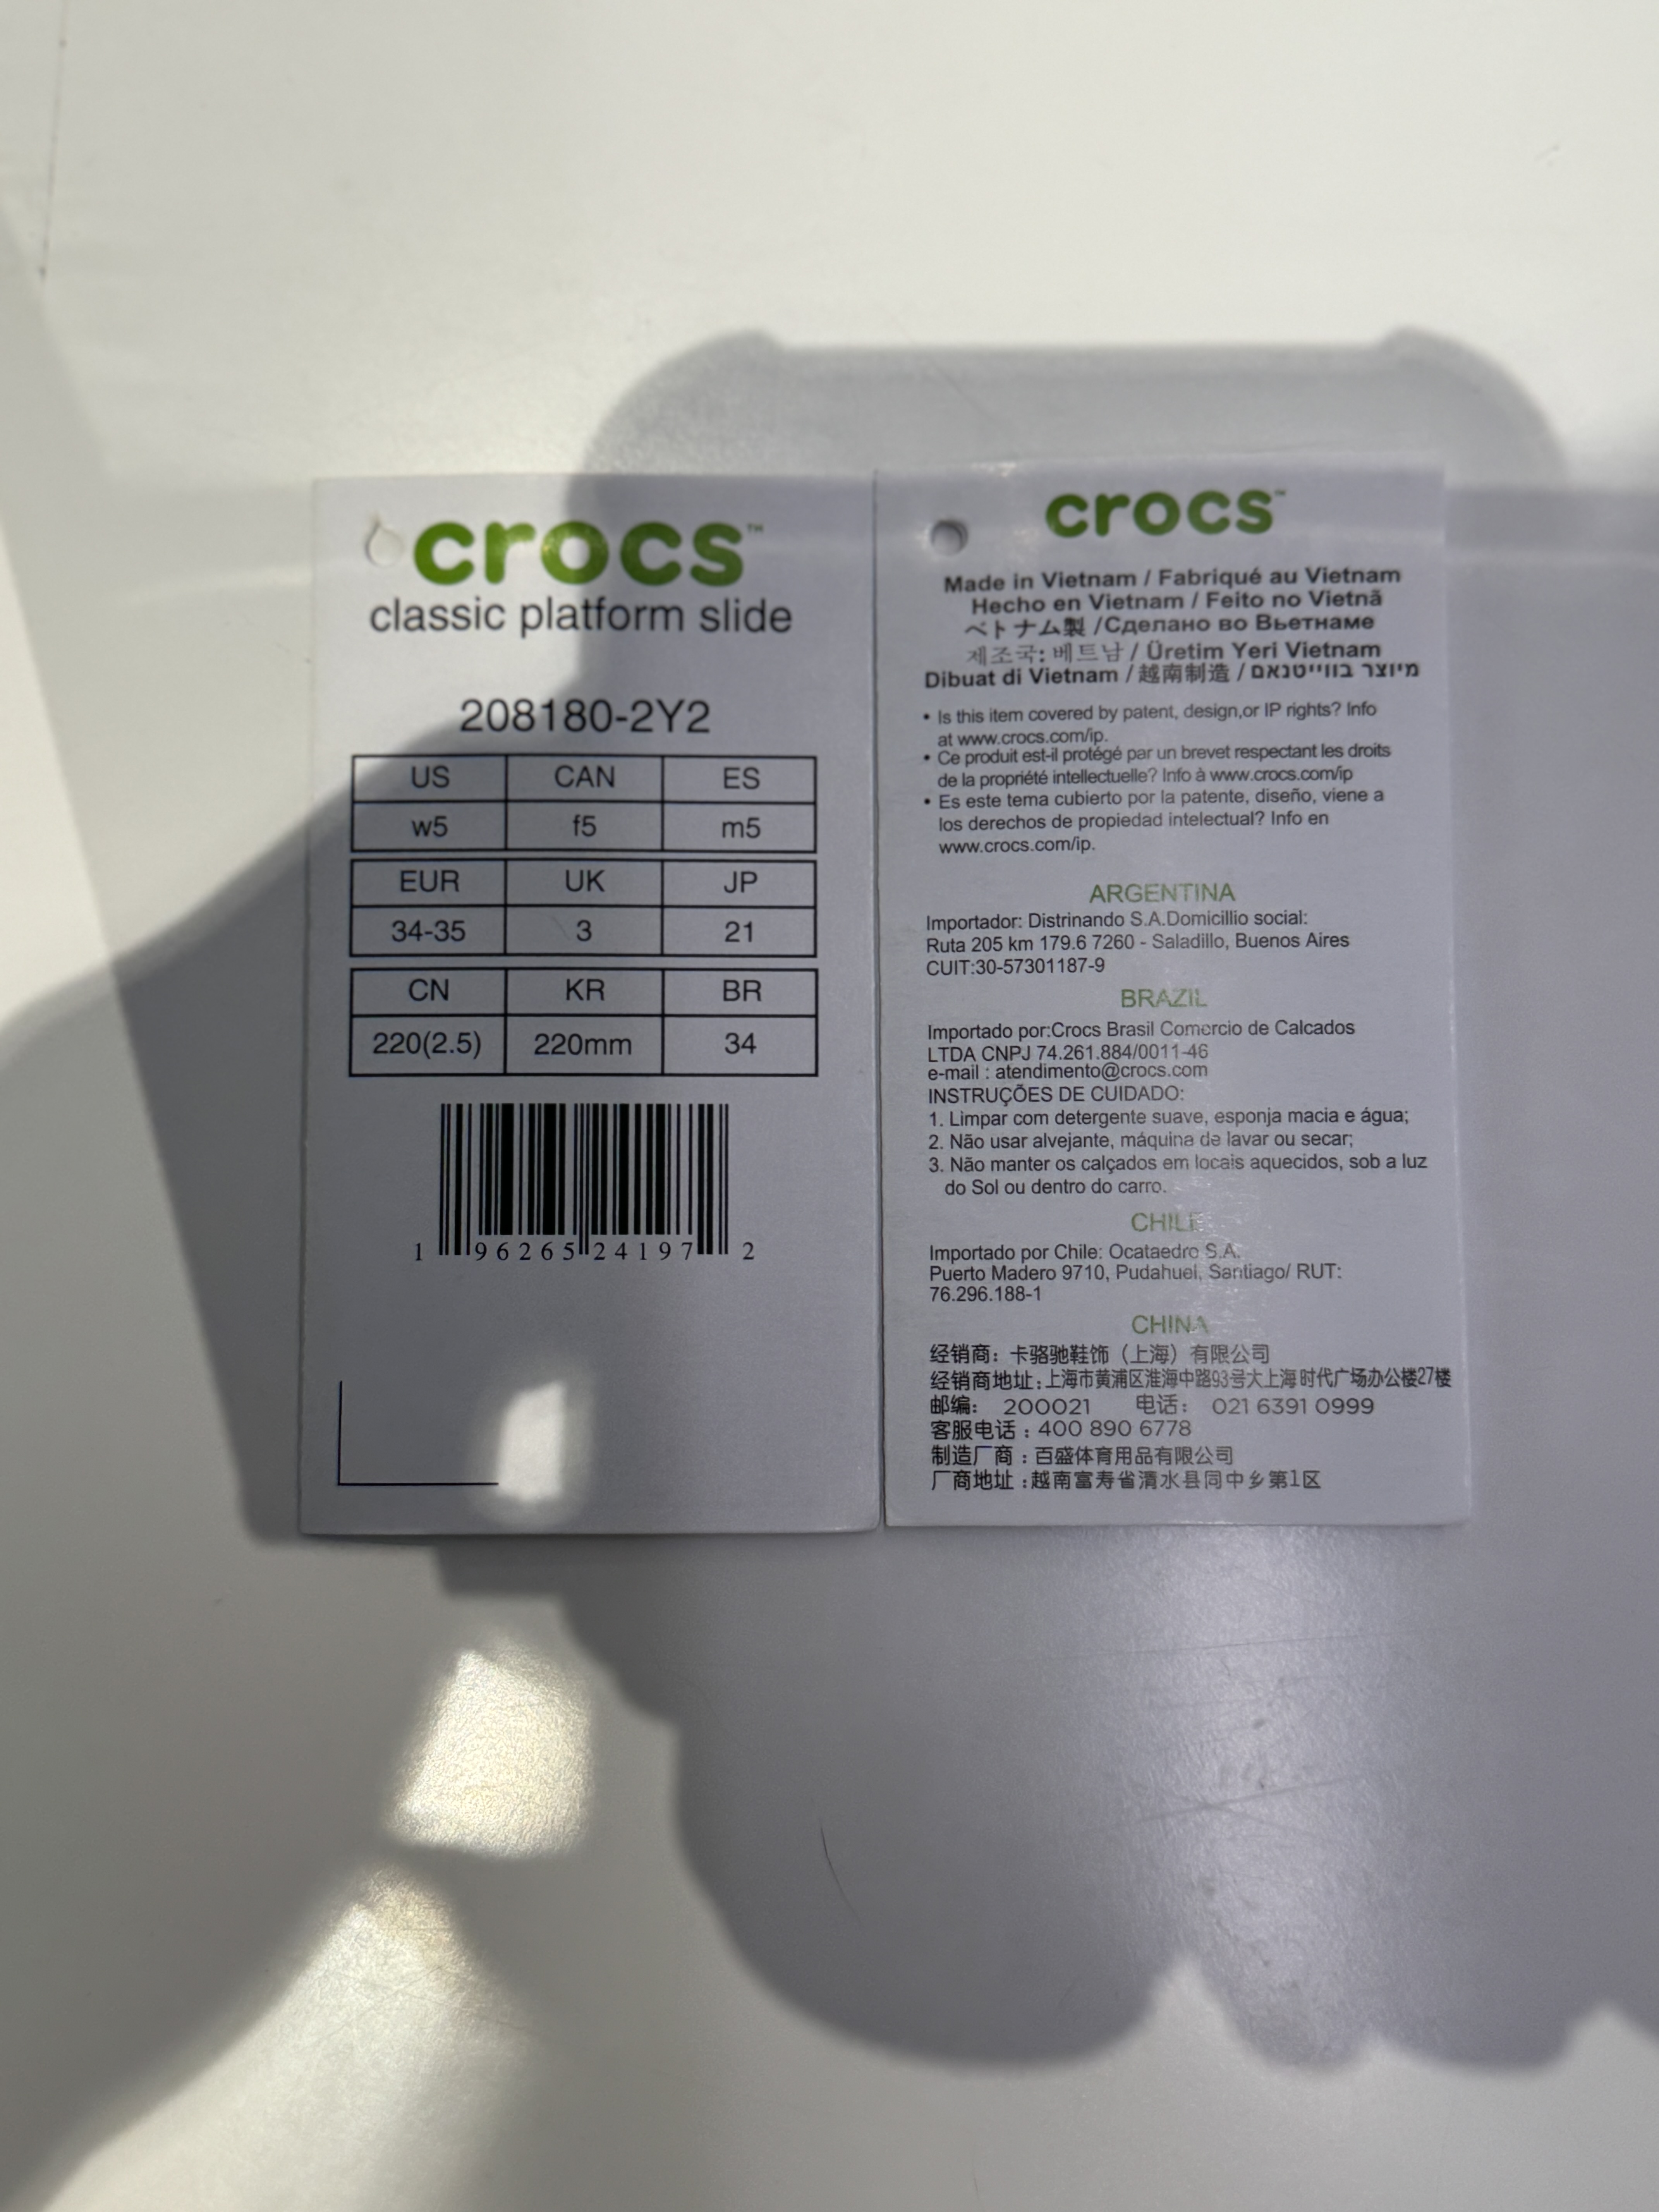 crocs™
classic platform slide
208180-2Y2
US CAN ES
w5 f5 m5
EUR UK JP
34-35 3 21
CN KR BR
220(2.5) 220mm 34
1 96265 24197 2
crocs™
Made in Vietnam / Fabriqué au Vietnam
Hecho en Vietnam / Feito no Vietnã
ベトナム製 /Сделано во Вьетнаме
제조국: 베트남 / Üretim Yeri Vietnam
Dibuat di Vietnam / 越南制造 / מיוצר בווייטנאם
• Is this item covered by patent, design,or IP rights? Info
at www.crocs.com/ip.
• Ce produit est-il protégé par un brevet respectant les droits
de la propriété intellectuelle? Info à www.crocs.com/ip
• Es este tema cubierto por la patente, diseño, viene a
los derechos de propiedad intelectual? Info en
www.crocs.com/ip.
ARGENTINA
Importador: Distrinando S.A.Domicillio social:
Ruta 205 km 179.6 7260 - Saladillo, Buenos Aires
CUIT:30-57301187-9
BRAZIL
Importado por:Crocs Brasil Comercio de Calcados
LTDA CNPJ 74.261.884/0011-46
e-mail : atendimento@crocs.com
INSTRUÇÕES DE CUIDADO:
1. Limpar com detergente suave, esponja macia e água;
2. Não usar alvejante, máquina de lavar ou secar;
3. Não manter os calçados em locais aquecidos, sob a luz
do Sol ou dentro do carro.
CHILE
Importado por Chile: Ocataedro S.A.
Puerto Madero 9710, Pudahuel, Santiago/ RUT:
76.296.188-1
CHINA
经销商：卡骆驰鞋饰（上海）有限公司
经销商地址：上海市黄浦区淮海中路93号大上海时代广场办公楼27楼
邮编： 200021 电话： 021 6391 0999
客服电话：400 890 6778
制造厂商：百盛体育用品有限公司
厂商地址：越南富寿省清水县同中乡第1区